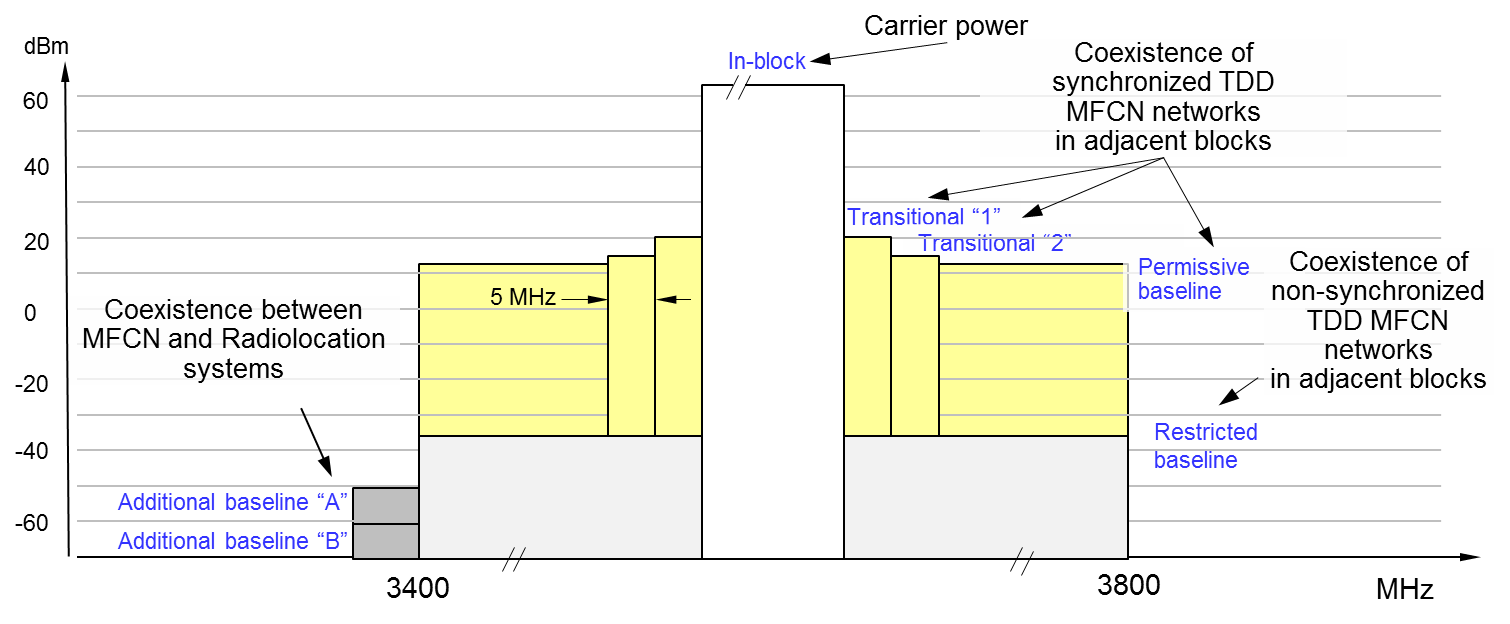 Carrier power
dBm
In-block
Coexistence of
synchronized TDD
MFCN networks
in adjacent blocks
60
40
Transitional “1”
20
Transitional “2”
Permissive
baseline
Coexistence of
non-synchronized
TDD MFCN
networks
in adjacent blocks
5 MHz
Coexistence between
MFCN and Radiolocation
systems
0
-20
Restricted
baseline
-40
Additional baseline “A”
-60
Additional baseline “B”
3400
3800
MHz